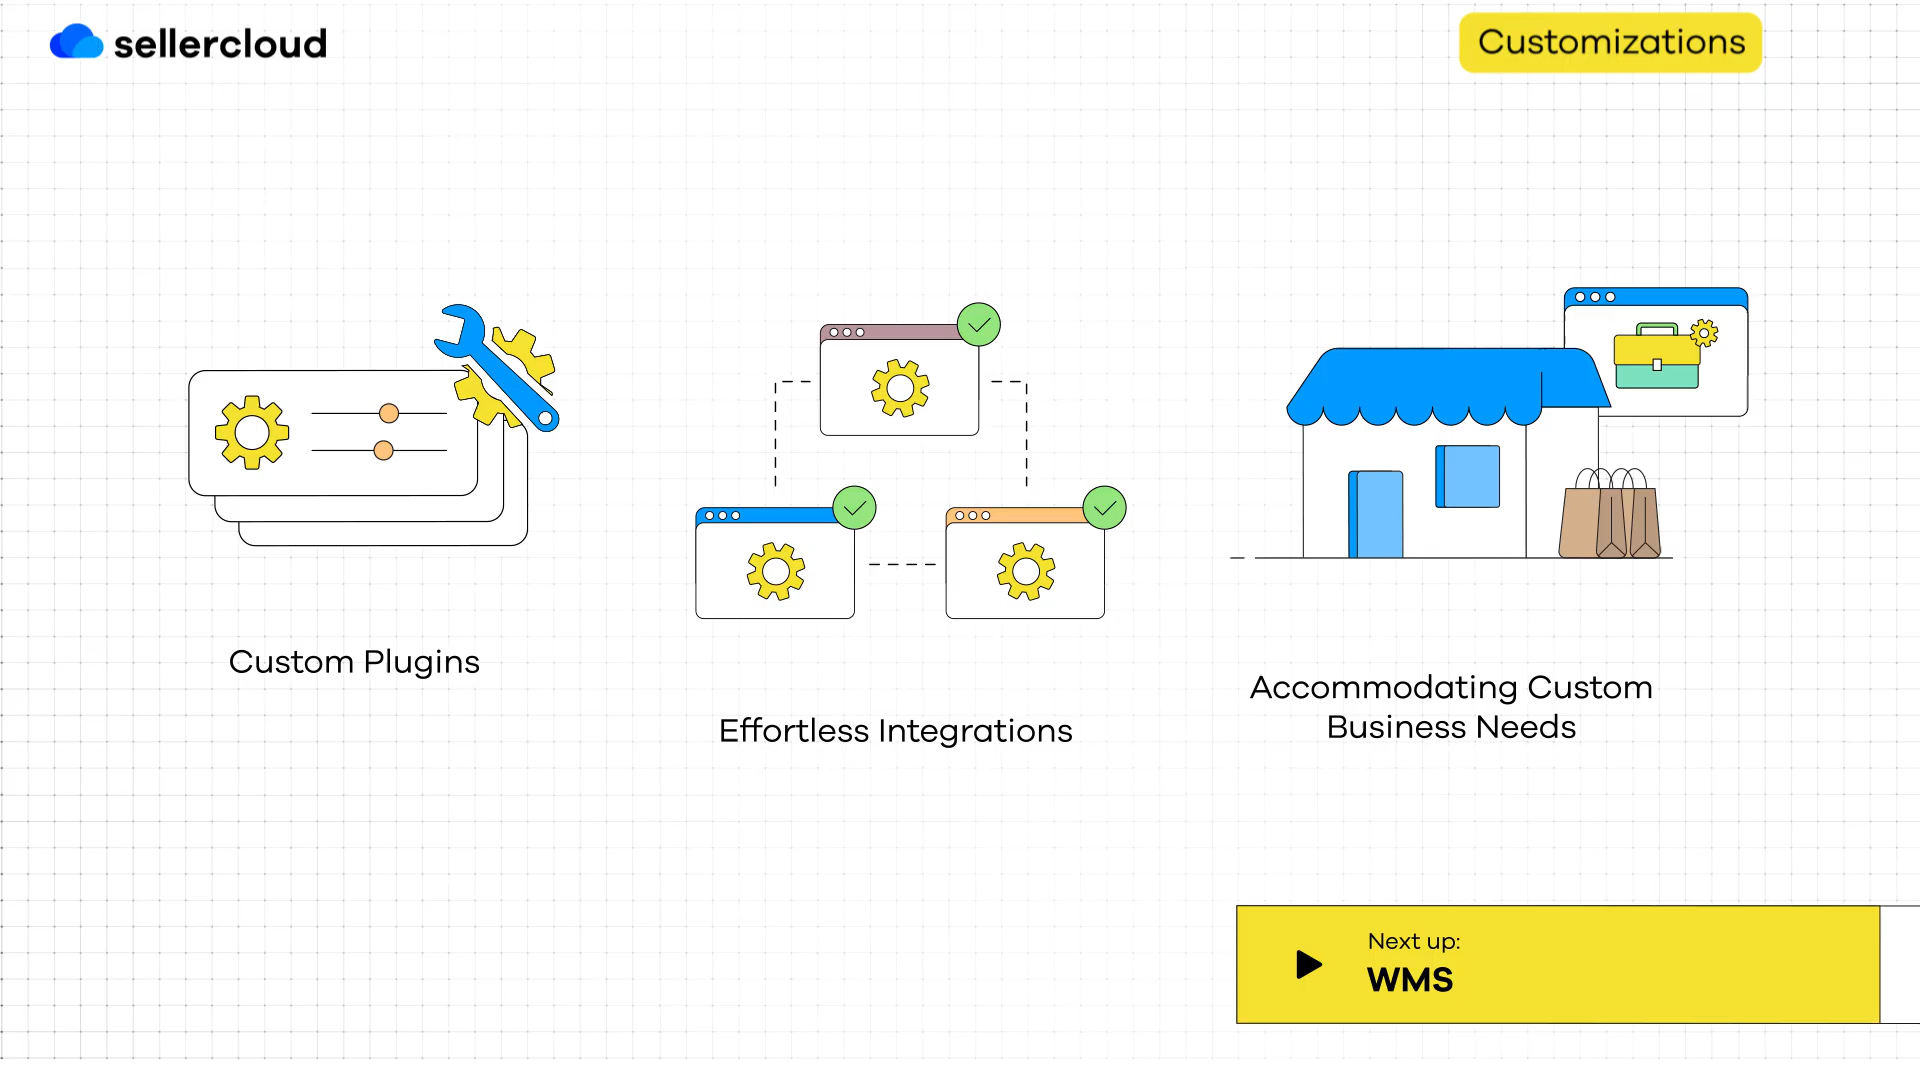 sellercloud
Customizations
Custom Plugins
Effortless Integrations
Accommodating Custom
Business Needs
Next up:
WMS